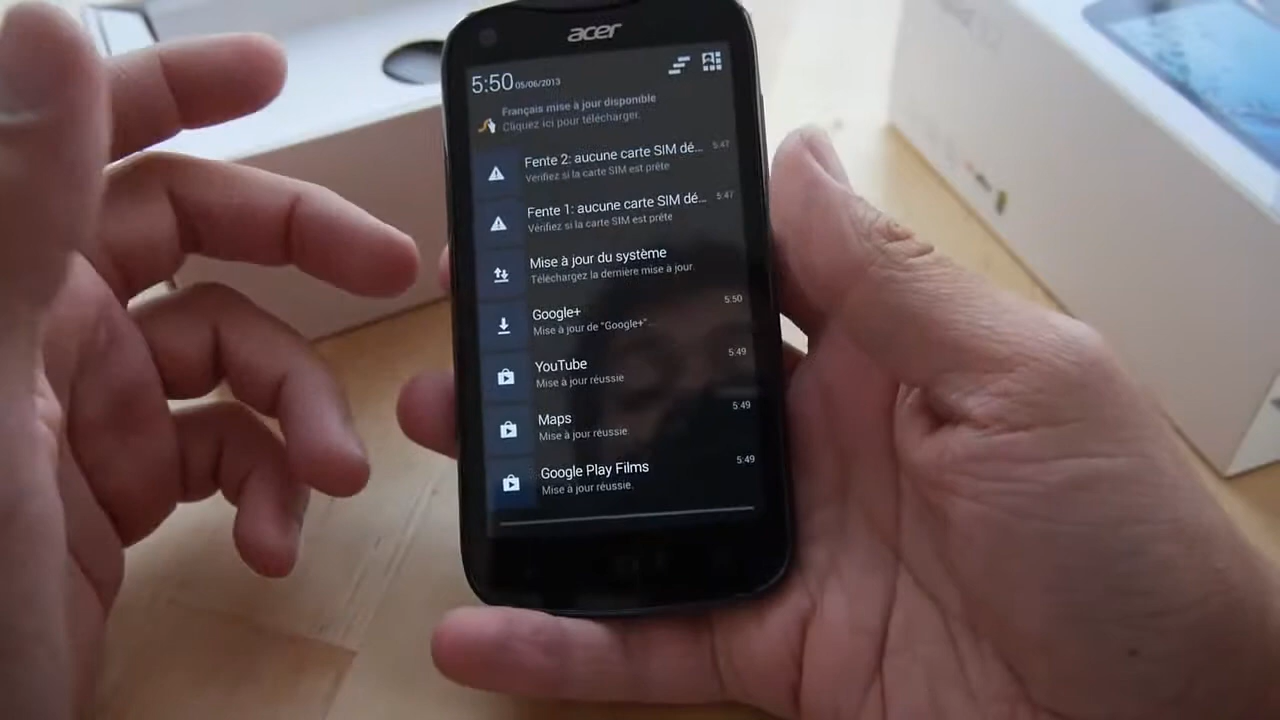 acer
5:50 05/06/2013
Français mise à jour disponible
Cliquez ici pour télécharger.
Fente 2: aucune carte SIM dé... 5:47
Vérifiez si la carte SIM est prête
Fente 1: aucune carte SIM dé... 5:47
Vérifiez si la carte SIM est prête
Mise à jour du système
Téléchargez la dernière mise à jour
Google+ 5:50
Mise à jour de "Google+"...
YouTube 5:49
Mise à jour réussie
Maps 5:49
Mise à jour réussie.
Google Play Films 5:49
Mise à jour réussie.